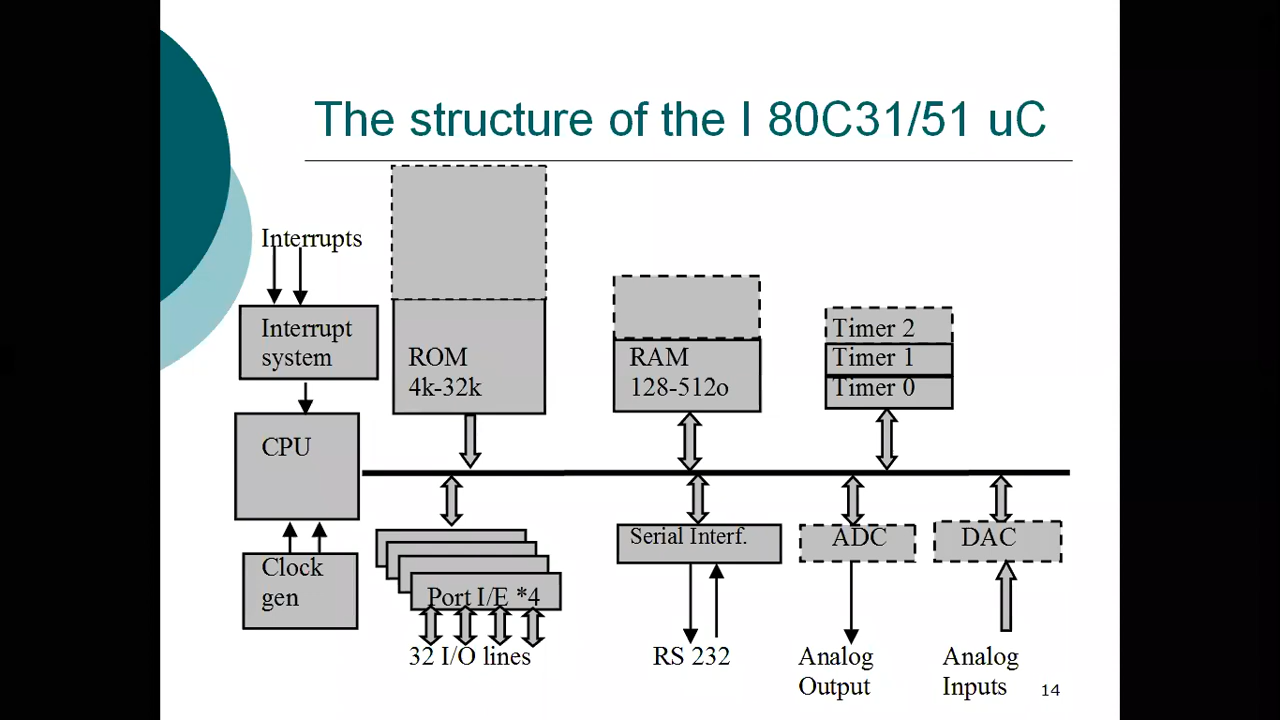 The structure of the I 80C31/51 uC
Interrupts
Interrupt
system
ROM
4k-32k
RAM
128-512o
Timer 2
Timer 1
Timer 0
CPU
Clock
gen
Port I/E *4
32 I/O lines
Serial Interf.
RS 232
ADC
Analog
Output
DAC
Analog
Inputs
14